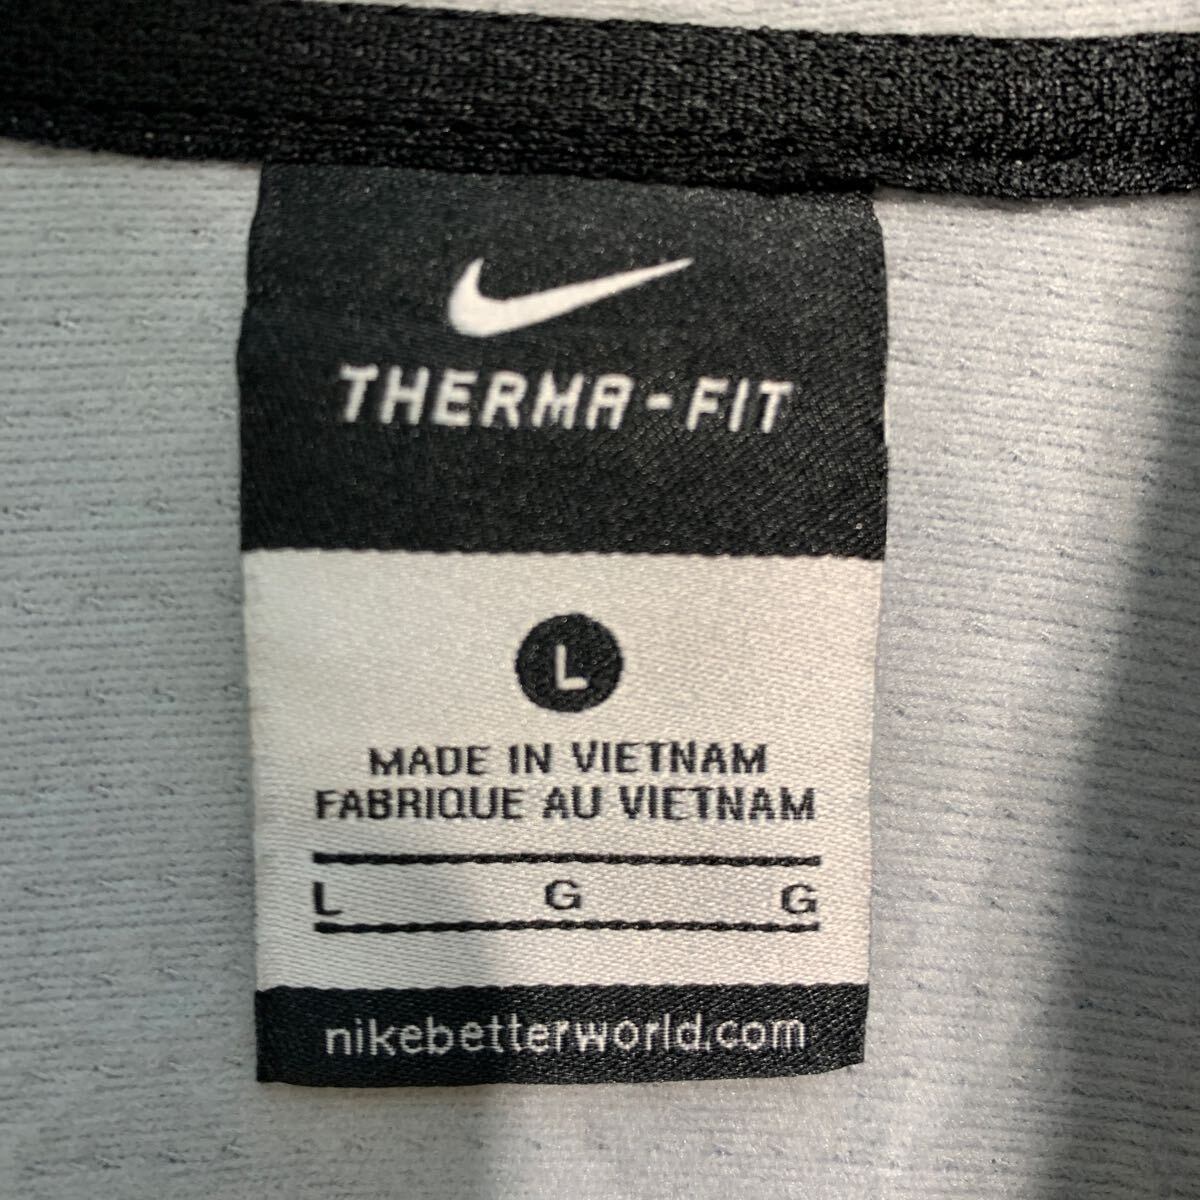 THERMA-FIT
L
MADE IN VIETNAM
FABRIQUE AU VIETNAM
L G G
nikebetterworld.com